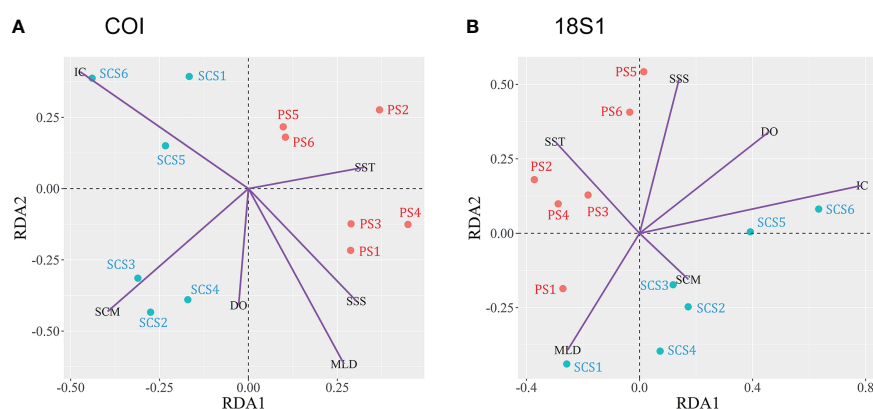 A COI
IC
SCS6
SCS1
PS2
PS5
PS6
SCS5
SST
PS3
PS4
PS1
SCS3
SCM
SCS4
SCS2
DO
SSS
MLD
0.25
0.00
-0.25
-0.50
RDA2
-0.50 -0.25 0.00 0.25
RDA1
B 18S1
PS5
SSS
PS6
SST
DO
PS2
PS4
PS3
IC
SCS6
SCS5
PS1
SCS3
SCM
SCS2
MLD
SCS1
SCS4
0.50
0.25
0.00
-0.25
RDA2
-0.4 0.0 0.4 0.8
RDA1